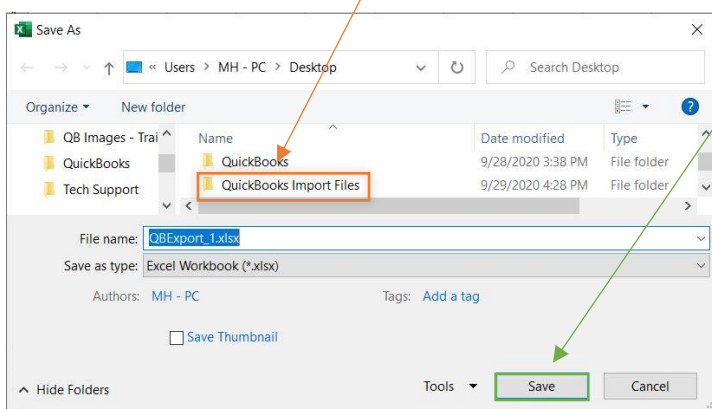 Save As
« Users > MH - PC > Desktop
Search Desktop
Organize
New folder
QB Images - Trai
QuickBooks
Tech Support
Name
Date modified
Type
QuickBooks
9/28/2020 3:38 PM
File folder
QuickBooks Import Files
9/29/2020 4:28 PM
File folder
File name: QBExport_1.xlsx
Save as type: Excel Workbook (*.xlsx)
Authors: MH - PC
Tags: Add a tag
Save Thumbnail
Hide Folders
Tools
Save
Cancel